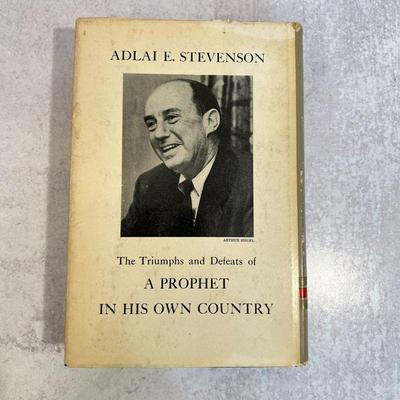 ADLAI E. STEVENSON
ARTHUR SIEGEL
The Triumphs and Defeats of
A PROPHET
IN HIS OWN COUNTRY